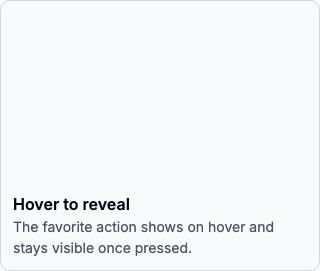 Hover to reveal
The favorite action shows on hover and
stays visible once pressed.